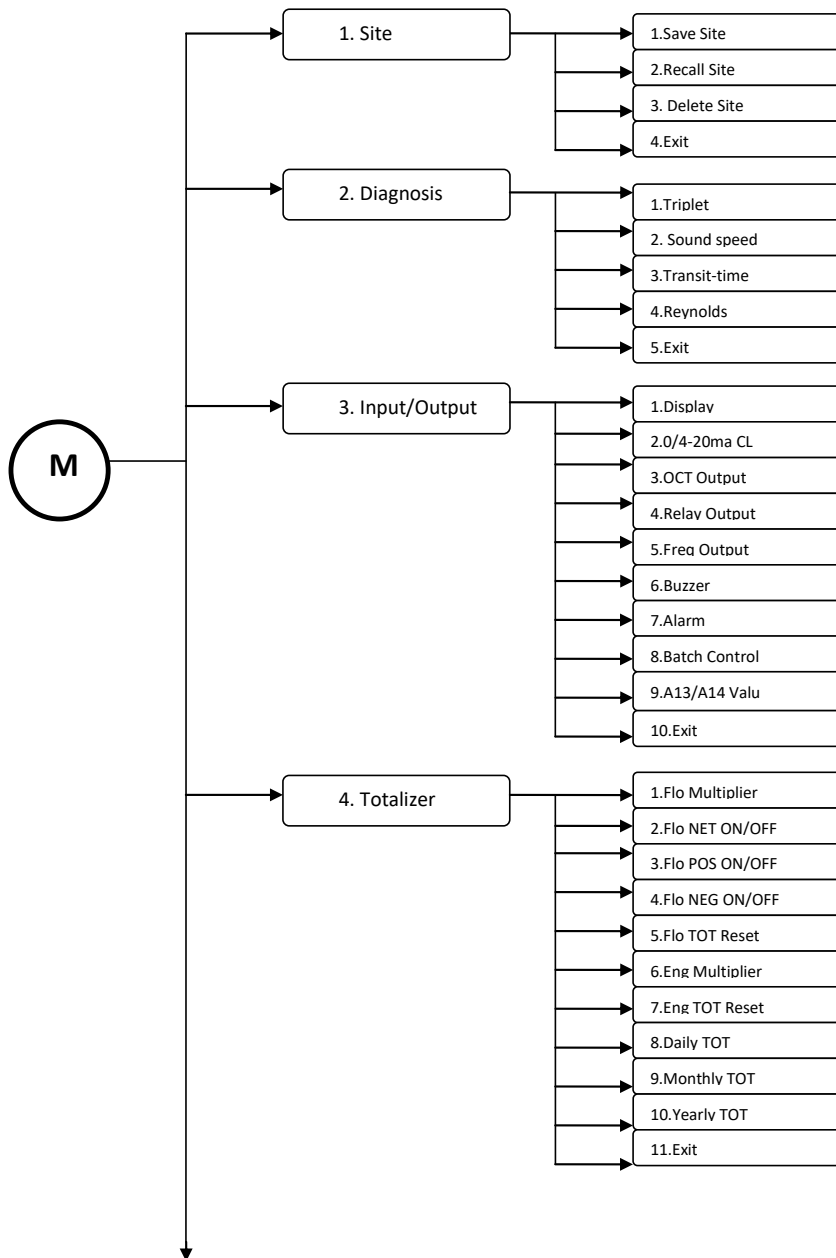 1. Site
1.Save Site
2.Recall Site
3. Delete Site
4.Exit
2. Diagnosis
1.Triplet
2. Sound speed
3.Transit-time
4.Reynolds
5.Exit
M
3. Input/Output
1.Display
2.0/4-20ma CL
3.OCT Output
4.Relay Output
5.Freq Output
6.Buzzer
7.Alarm
8.Batch Control
9.A13/A14 Valu
10.Exit
4. Totalizer
1.Flo Multiplier
2.Flo NET ON/OFF
3.Flo POS ON/OFF
4.Flo NEG ON/OFF
5.Flo TOT Reset
6.Eng Multiplier
7.Eng TOT Reset
8.Daily TOT
9.Monthly TOT
10.Yearly TOT
11.Exit